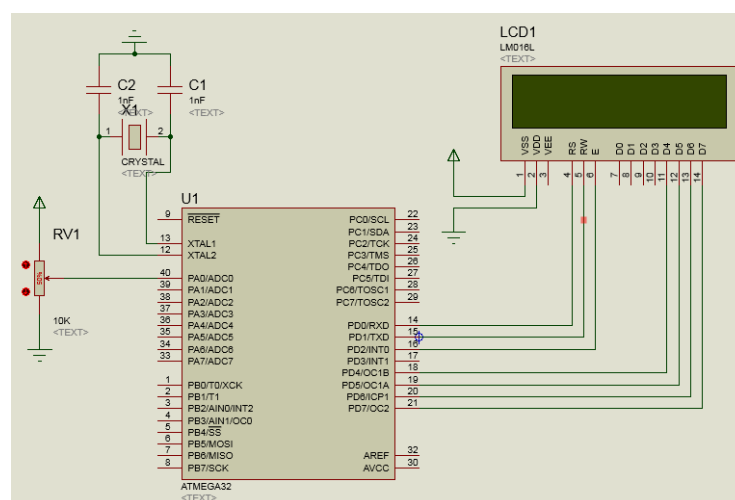 LCD1
LM016L
<TEXT>
VSS VDD VEE RS RW E D0 D1 D2 D3 D4 D5 D6 D7
1 2 3 4 5 6 7 8 9 10 11 12 13 14
C2 C1
1nF 1nF
<TEXT> <TEXT>
X1
1 2
CRYSTAL
<TEXT>
RV1
50%
10K
<TEXT>
U1
9 RESET PC0/SCL 22
PC1/SDA 23
13 XTAL1 PC2/TCK 24
12 XTAL2 PC3/TMS 25
PC4/TDO 26
40 PA0/ADC0 PC5/TDI 27
39 PA1/ADC1 PC6/TOSC1 28
38 PA2/ADC2 PC7/TOSC2 29
37 PA3/ADC3
36 PA4/ADC4 PD0/RXD 14
35 PA5/ADC5 PD1/TXD 15
34 PA6/ADC6 PD2/INT0 16
33 PA7/ADC7 PD3/INT1 17
PD4/OC1B 18
1 PB0/T0/XCK PD5/OC1A 19
2 PB1/T1 PD6/ICP1 20
3 PB2/AIN0/INT2 PD7/OC2 21
4 PB3/AIN1/OC0
5 PB4/SS
6 PB5/MOSI
7 PB6/MISO AREF 32
8 PB7/SCK AVCC 30
ATMEGA32
<TEXT>